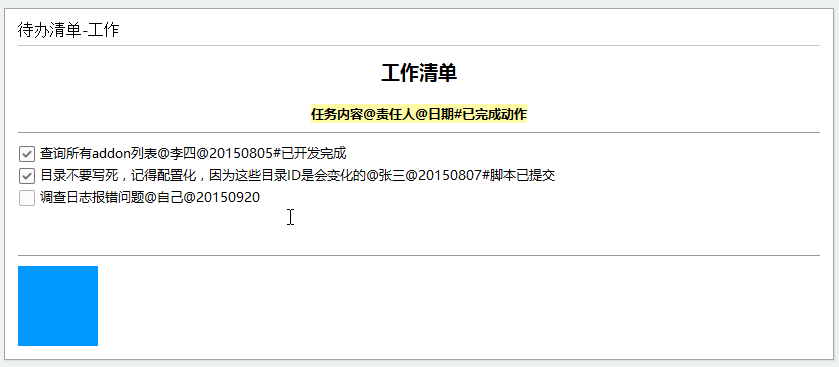 待办清单-工作
工作清单
任务内容@责任人@日期#已完成动作
查询所有addon列表@李四@20150805#已开发完成
目录不要写死，记得配置化，因为这些目录ID是会变化的@张三@20150807#脚本已提交
调查日志报错问题@自己@20150920